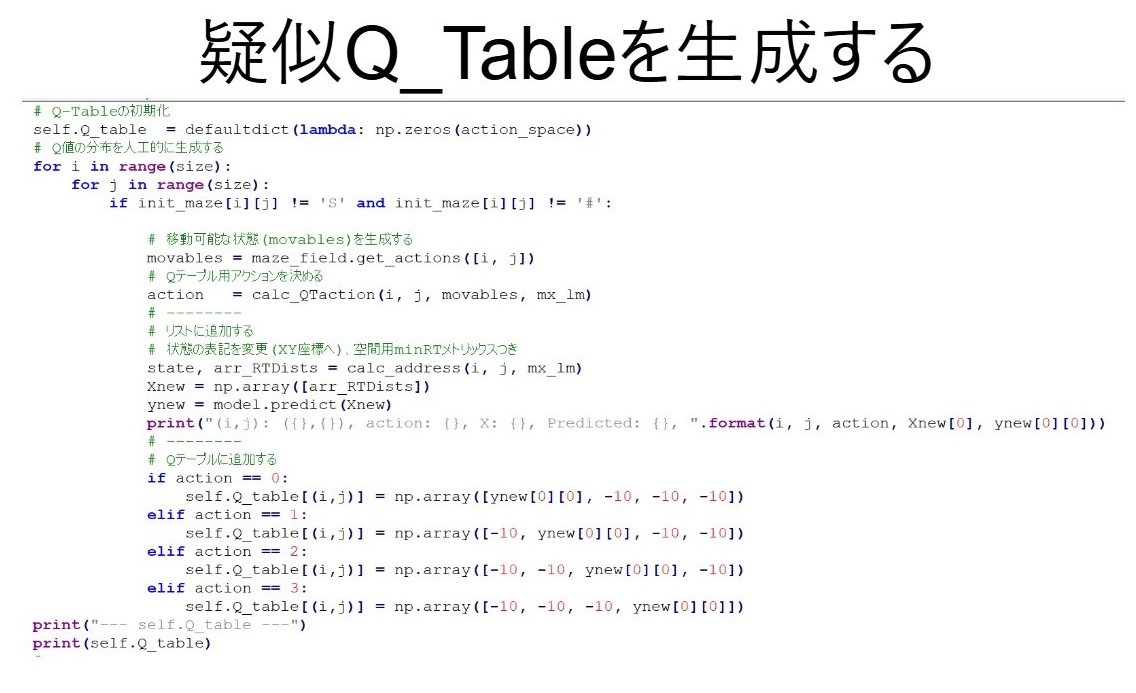 疑似Q_Tableを生成する
# Q-Tableの初期化
self.Q_table  = defaultdict(lambda: np.zeros(action_space))
# Q値の分布を人工的に生成する
for i in range(size):
    for j in range(size):
        if init_maze[i][j] != 'S' and init_maze[i][j] != '#':
            # 移動可能な状態(movables)を生成する
            movables = maze_field.get_actions([i, j])
            # Qテーブル用アクションを決める
            action   = calc_QTaction(i, j, movables, mx_lm)
            # --------
            # リストに追加する
            # 状態の表記を変更(XY座標へ)、空間用minRTメトリックスつき
            state, arr_RTDists = calc_address(i, j, mx_lm)
            Xnew = np.array([arr_RTDists])
            ynew = model.predict(Xnew)
            print("(i,j): ({},{}), action: {}, X: {}, Predicted: {}, ".format(i, j, action, Xnew[0], ynew[0][0]))
            # --------
            # Qテーブルに追加する
            if action == 0:
                self.Q_table[(i,j)] = np.array([ynew[0][0], -10, -10, -10])
            elif action == 1:
                self.Q_table[(i,j)] = np.array([-10, ynew[0][0], -10, -10])
            elif action == 2:
                self.Q_table[(i,j)] = np.array([-10, -10, ynew[0][0], -10])
            elif action == 3:
                self.Q_table[(i,j)] = np.array([-10, -10, -10, ynew[0][0]])
print("--- self.Q_table ---")
print(self.Q_table)